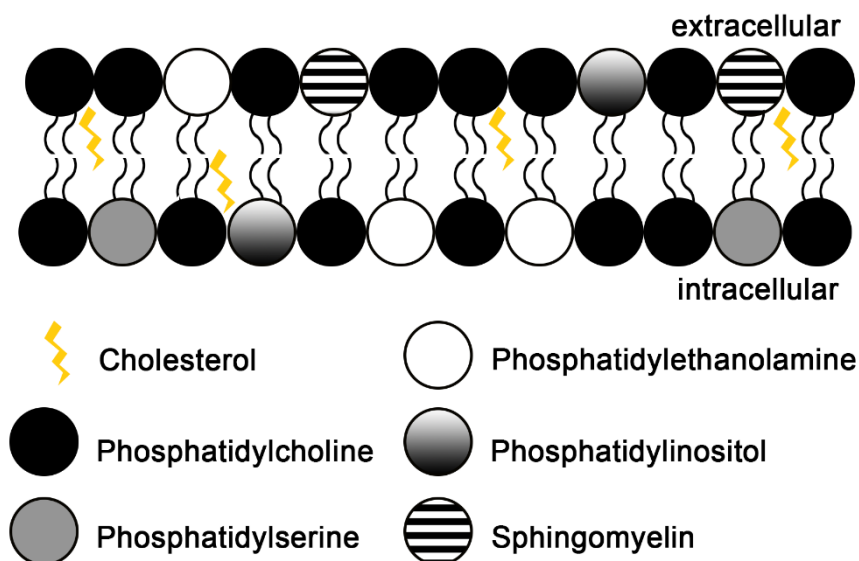 extracellular
intracellular
Cholesterol
Phosphatidylethanolamine
Phosphatidylcholine
Phosphatidylinositol
Phosphatidylserine
Sphingomyelin